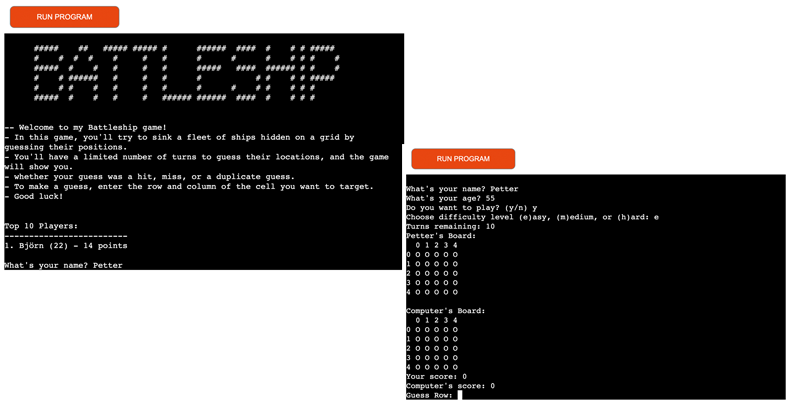 RUN PROGRAM
BATTLESHIP
-- Welcome to my Battleship game!
- In this game, you'll try to sink a fleet of ships hidden on a grid by
guessing their positions.
- You'll have a limited number of turns to guess their locations, and the game
will show you.
- whether your guess was a hit, miss, or a duplicate guess.
- To make a guess, enter the row and column of the cell you want to target.
- Good luck!
Top 10 Players:
-------------------------
1. Björn (22) - 14 points
What's your name? Petter
RUN PROGRAM
What's your name? Petter
What's your age? 55
Do you want to play? (y/n) y
Choose difficulty level (e)asy, (m)edium, or (h)ard: e
Turns remaining: 10
Petter's Board:
  0 1 2 3 4
0 O O O O O
1 O O O O O
2 O O O O O
3 O O O O O
4 O O O O O
Computer's Board:
  0 1 2 3 4
0 O O O O O
1 O O O O O
2 O O O O O
3 O O O O O
4 O O O O O
Your score: 0
Computer's score: 0
Guess Row: